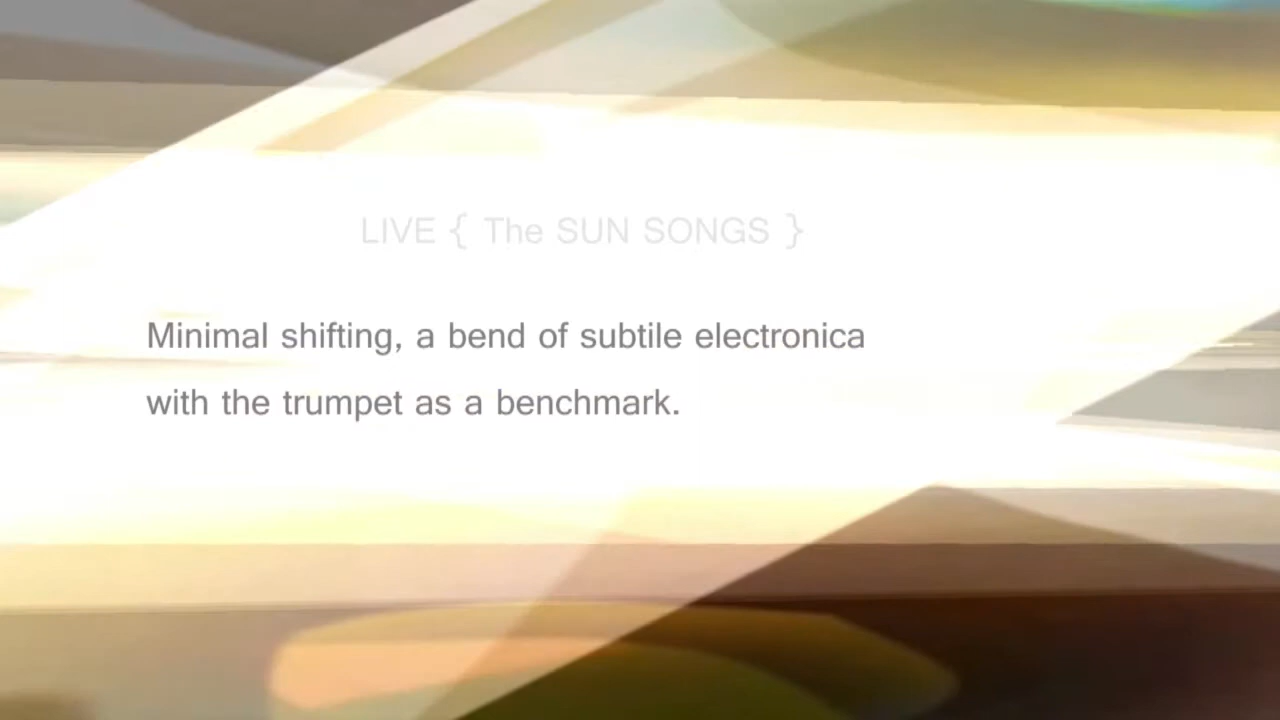 LIVE { The SUN SONGS }
Minimal shifting, a bend of subtile electronica
with the trumpet as a benchmark.